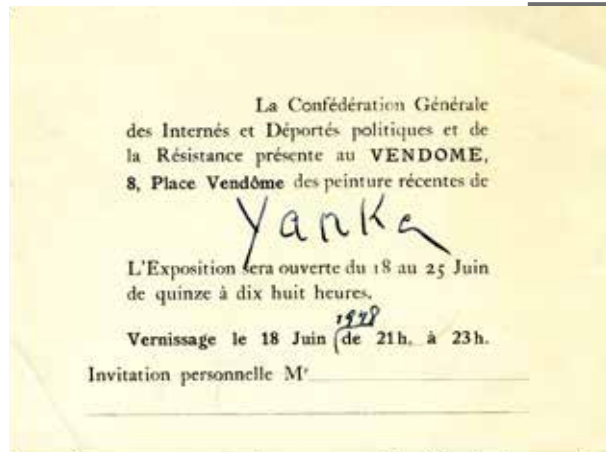 La Confédération Générale
des Internés et Déportés politiques et de
la Résistance présente au VENDOME,
8, Place Vendôme des peinture récentes de
Yanka
L'Exposition sera ouverte du 18 au 25 Juin
de quinze à dix huit heures.
1948
Vernissage le 18 Juin (de 21h. à 23h.
Invitation personnelle Mʳ